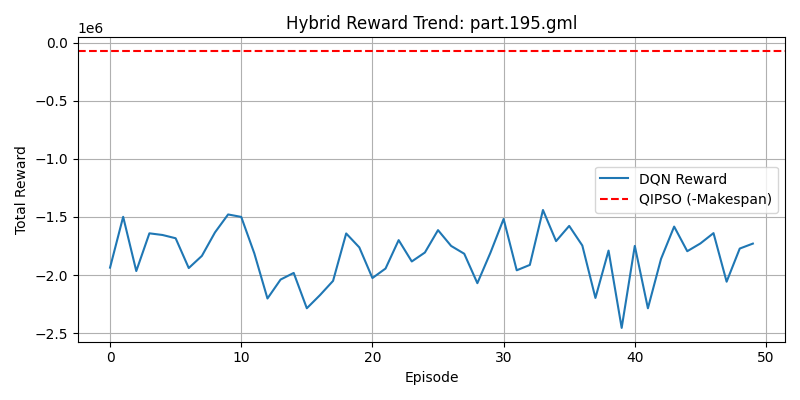 Hybrid Reward Trend: part.195.gml
1e6
0.0
−0.5
−1.0
−1.5
−2.0
−2.5
Total Reward
DQN Reward
QIPSO (-Makespan)
0 10 20 30 40 50
Episode